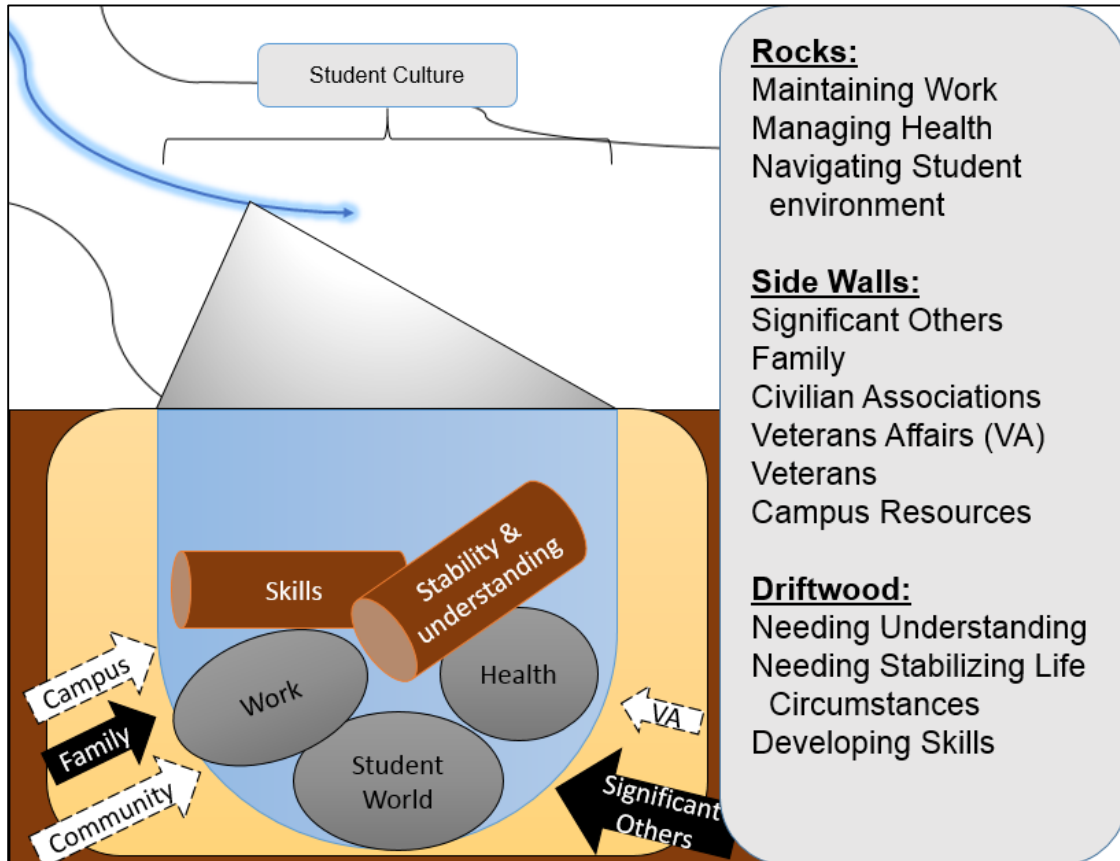 Student Culture
Skills
Stability &
understanding
Work
Health
Student
World
Campus
Family
Community
VA
Significant
Others
Rocks:
Maintaining Work
Managing Health
Navigating Student
environment
Side Walls:
Significant Others
Family
Civilian Associations
Veterans Affairs (VA)
Veterans
Campus Resources
Driftwood:
Needing Understanding
Needing Stabilizing Life
Circumstances
Developing Skills